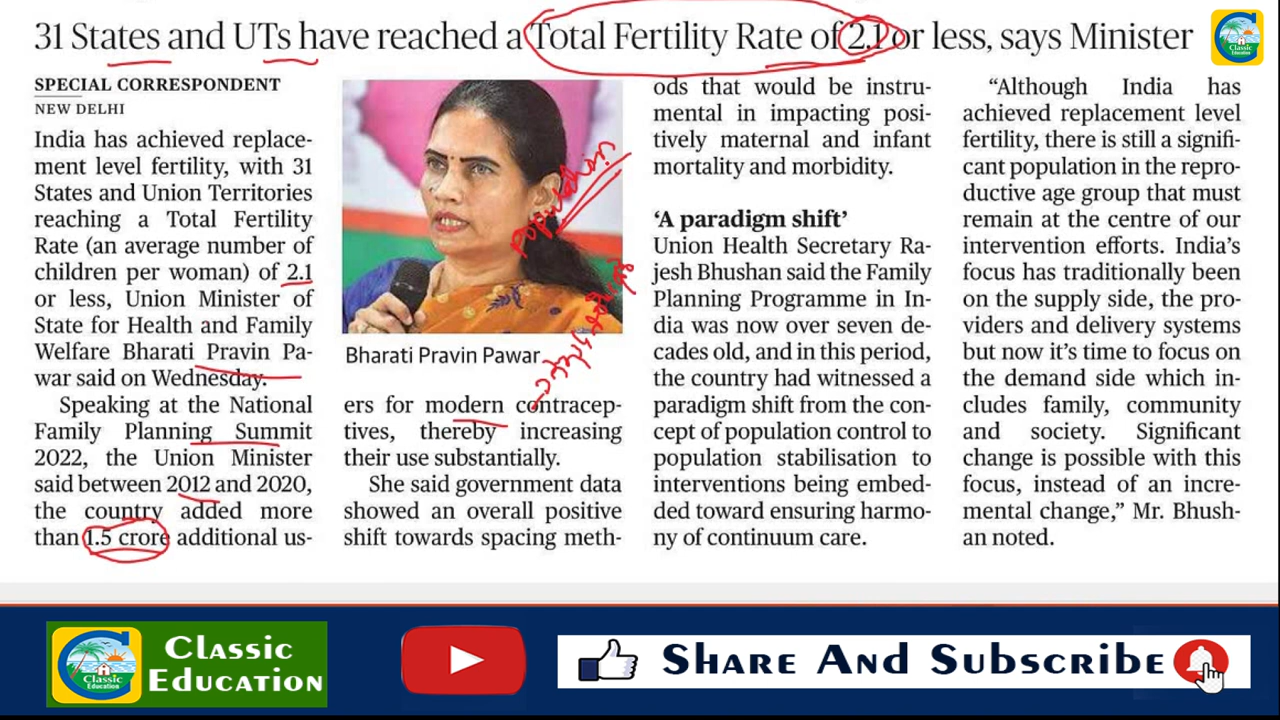 31 States and UTs have reached a Total Fertility Rate of 2.1 or less, says Minister
SPECIAL CORRESPONDENT
NEW DELHI
India has achieved replace-
ment level fertility, with 31
States and Union Territories
reaching a Total Fertility
Rate (an average number of
children per woman) of 2.1
or less, Union Minister of
State for Health and Family
Welfare Bharati Pravin Pa-
war said on Wednesday.
Speaking at the National
Family Planning Summit
2022, the Union Minister
said between 2012 and 2020,
the country added more
than 1.5 crore additional us-
population
Bharati Pravin Pawar
ers for modern contracep-
tives, thereby increasing
their use substantially.
She said government data
showed an overall positive
shift towards spacing meth-
ods that would be instru-
mental in impacting posi-
tively maternal and infant
mortality and morbidity.
‘A paradigm shift’
Union Health Secretary Ra-
jesh Bhushan said the Family
Planning Programme in In-
dia was now over seven de-
cades old, and in this period,
the country had witnessed a
paradigm shift from the con-
cept of population control to
population stabilisation to
interventions being embed-
ded toward ensuring harmo-
ny of continuum care.
“Although India has
achieved replacement level
fertility, there is still a signifi-
cant population in the repro-
ductive age group that must
remain at the centre of our
intervention efforts. India’s
focus has traditionally been
on the supply side, the pro-
viders and delivery systems
but now it’s time to focus on
the demand side which in-
cludes family, community
and society. Significant
change is possible with this
focus, instead of an incre-
mental change,” Mr. Bhush-
an noted.
Classic
Education
Classic
Education
Classic
Education
Share And Subscribe